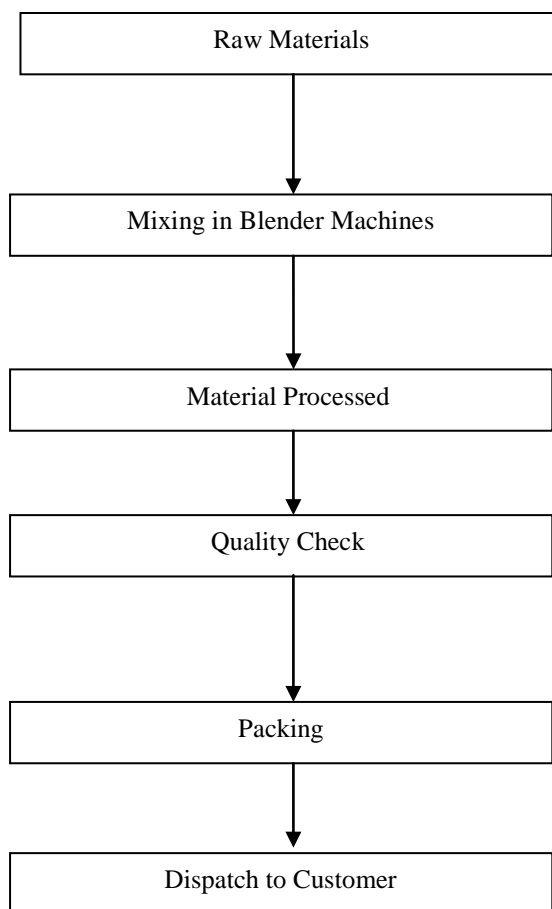 Raw Materials
Mixing in Blender Machines
Material Processed
Quality Check
Packing
Dispatch to Customer